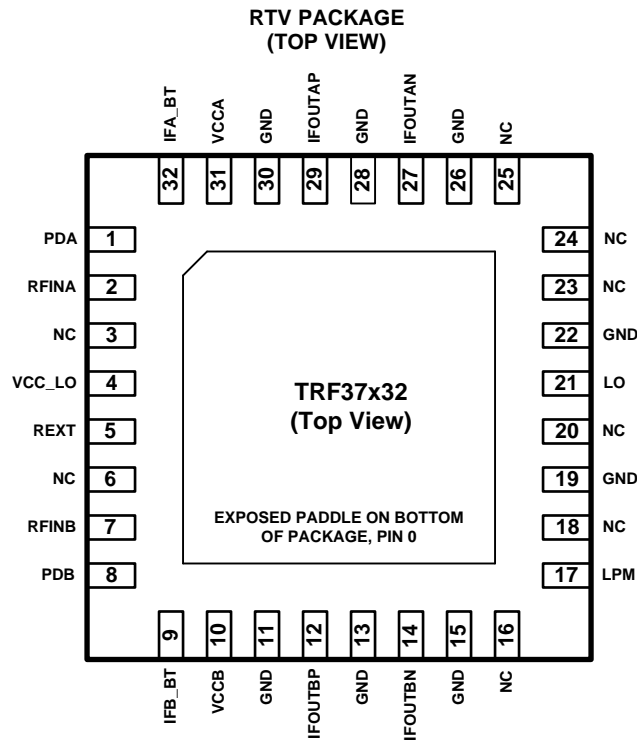 RTV PACKAGE
(TOP VIEW)
IFA_BT
VCCA
GND
IFOUTAP
GND
IFOUTAN
GND
NC
32
31
30
29
28
27
26
25
PDA 1
RFINA 2
NC 3
VCC_LO 4
REXT 5
NC 6
RFINB 7
PDB 8
24 NC
23 NC
22 GND
21 LO
20 NC
19 GND
18 NC
17 LPM
TRF37x32
(Top View)
EXPOSED PADDLE ON BOTTOM
OF PACKAGE, PIN 0
9
10
11
12
13
14
15
16
IFB_BT
VCCB
GND
IFOUTBP
GND
IFOUTBN
GND
NC